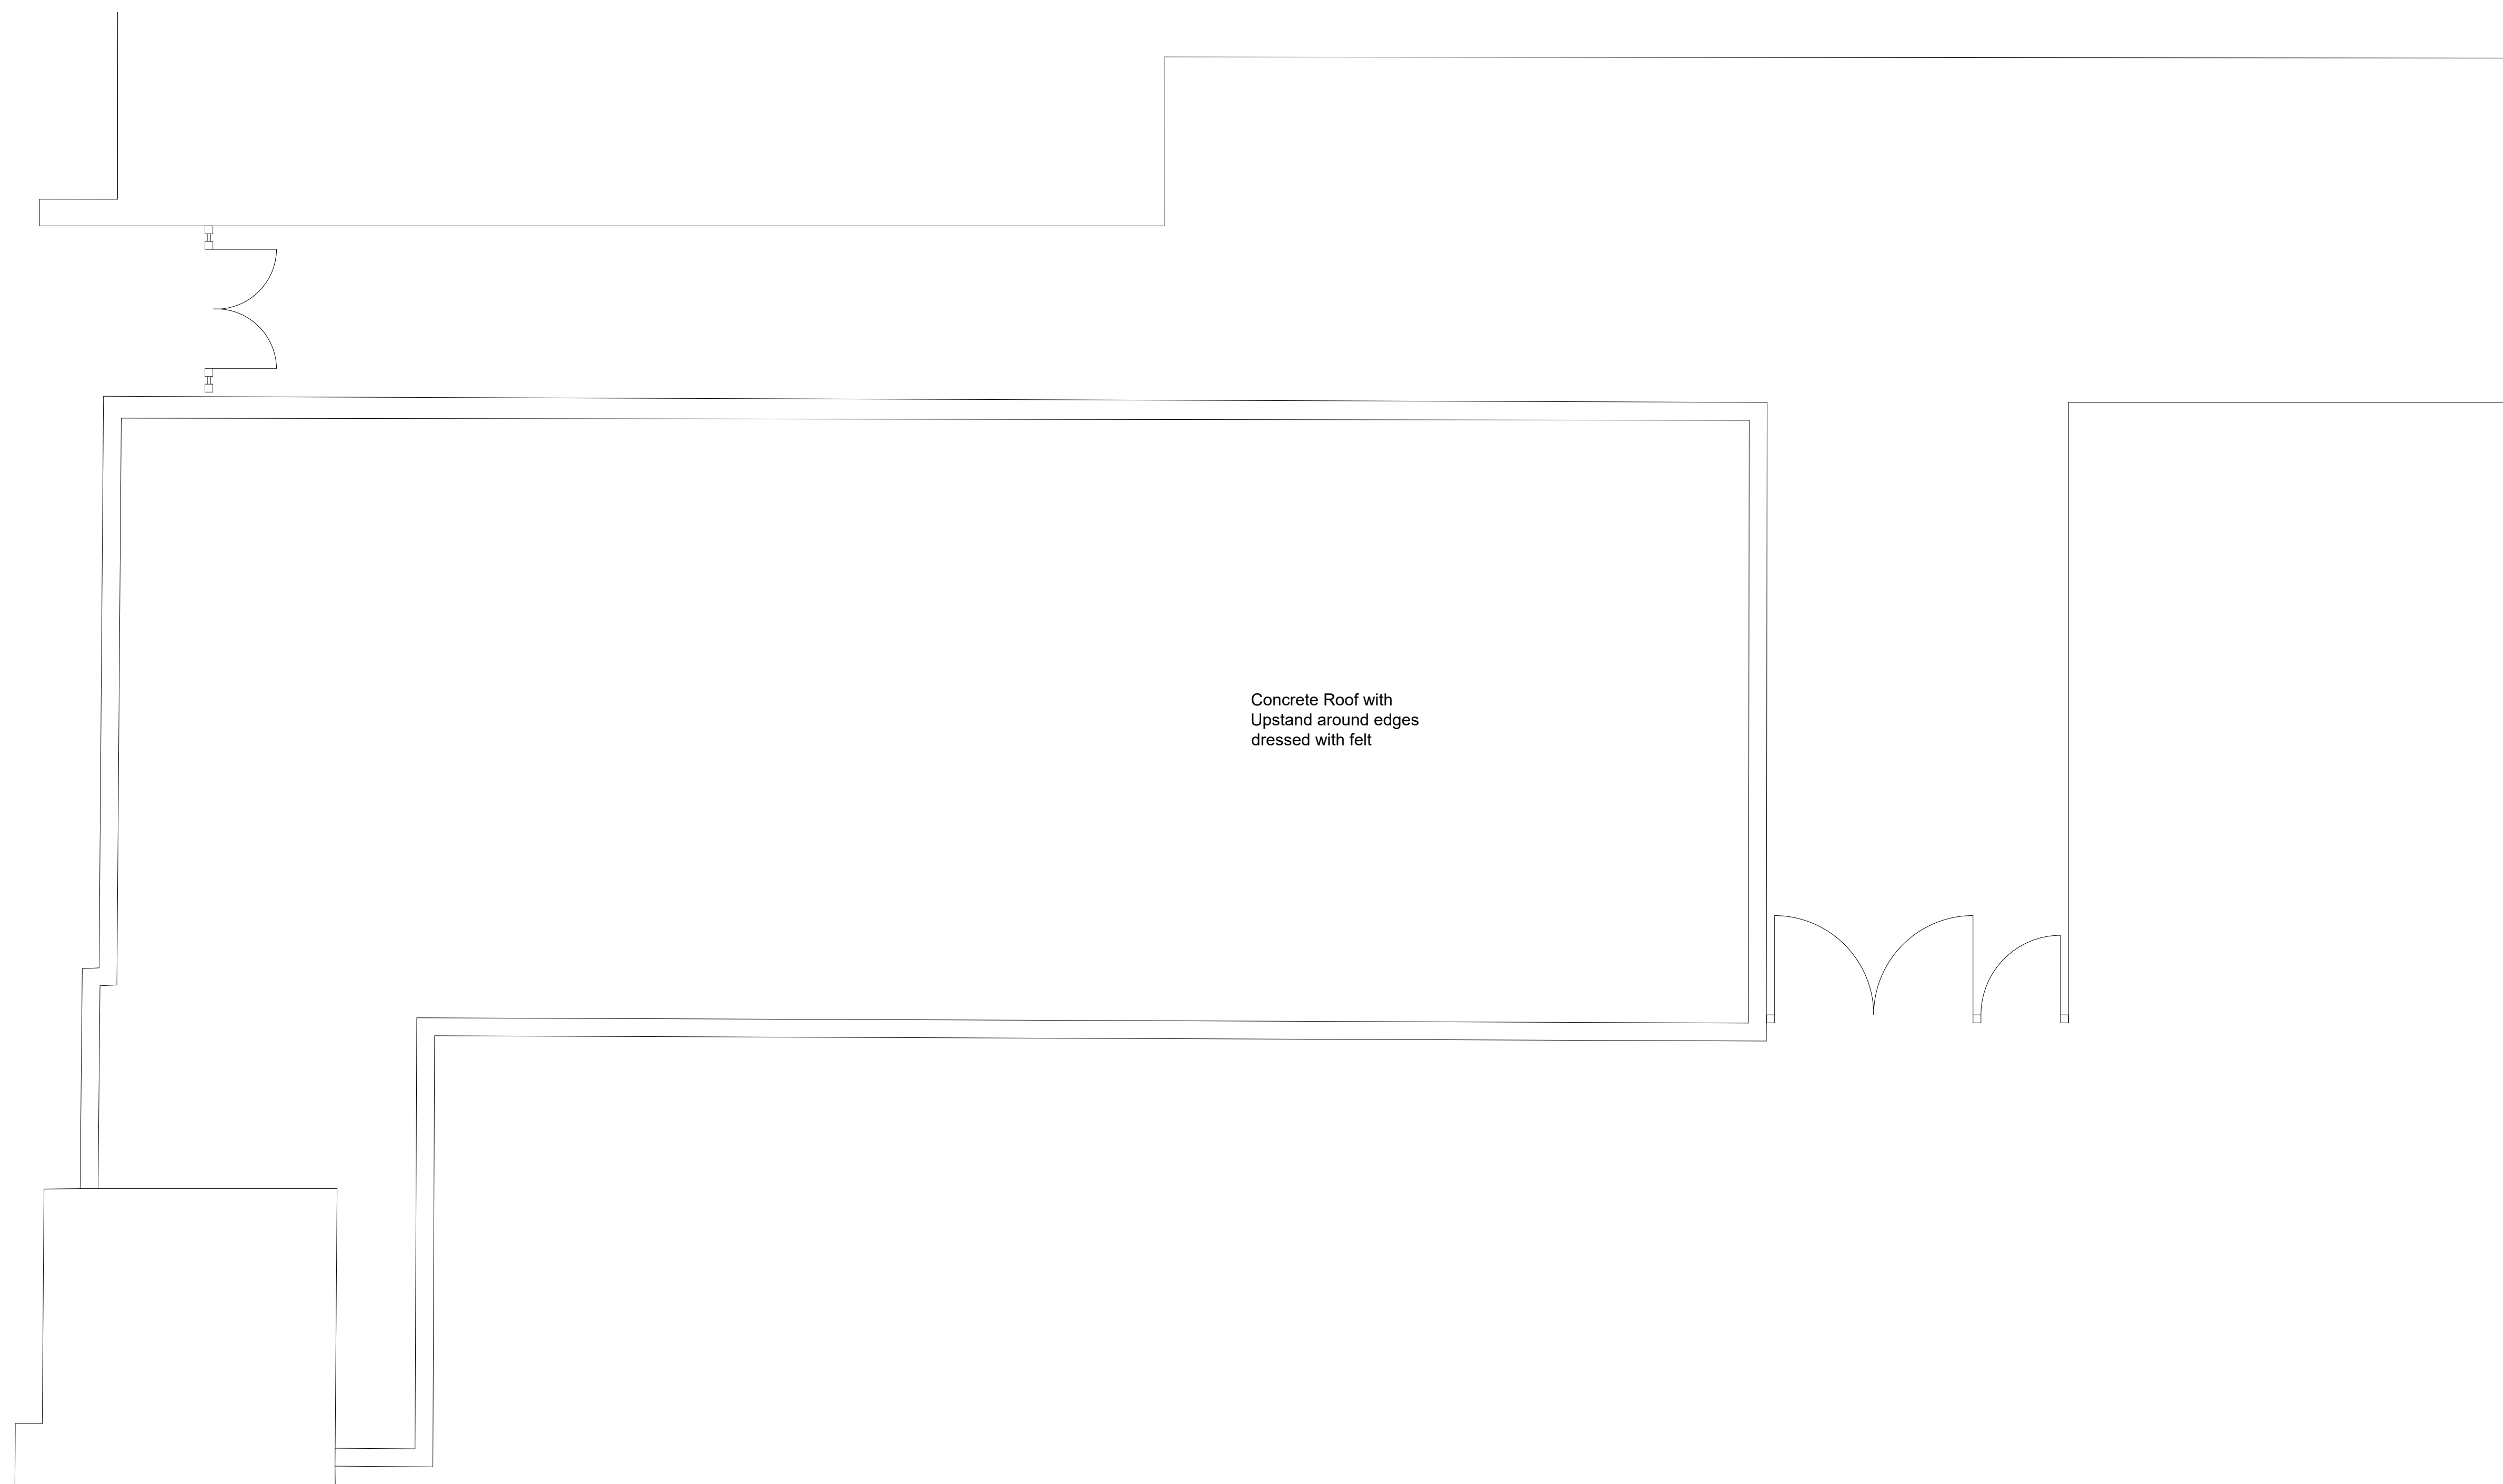 Concrete Roof with
Upstand around edges
dressed with felt